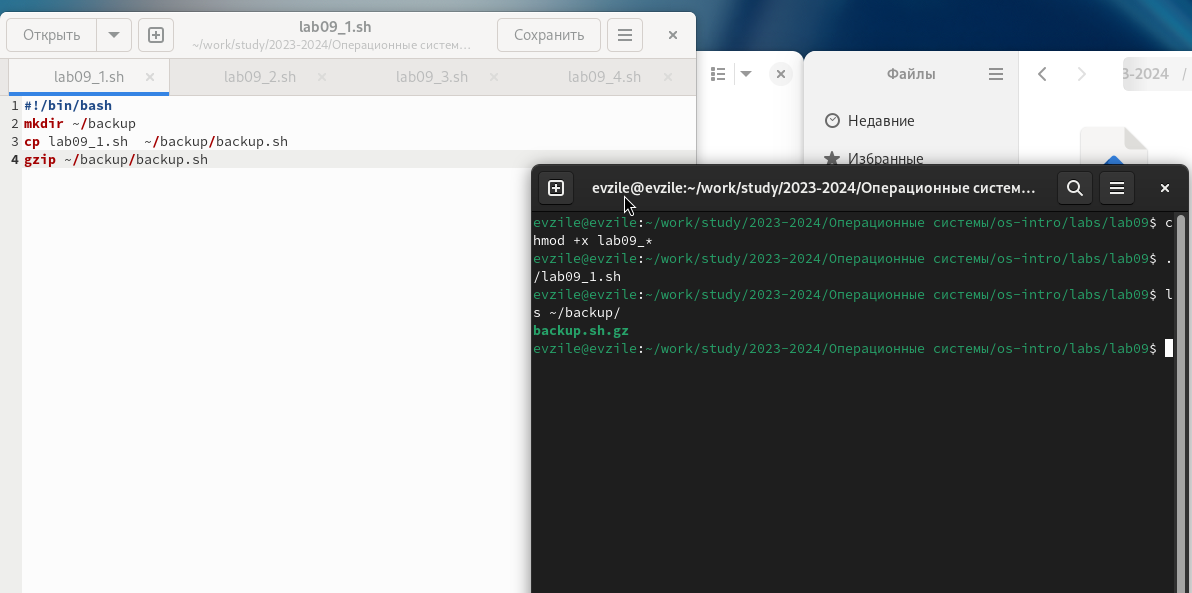 Открыть
lab09_1.sh
~/work/study/2023-2024/Операционные систем…
Сохранить
lab09_1.sh
lab09_2.sh
lab09_3.sh
lab09_4.sh
1 #!/bin/bash
2 mkdir ~/backup
3 cp lab09_1.sh  ~/backup/backup.sh
4 gzip ~/backup/backup.sh
Файлы
3-2024 /
Недавние
Избранные
evzile@evzile:~/work/study/2023-2024/Операционные систем…
evzile@evzile:~/work/study/2023-2024/Операционные системы/os-intro/labs/lab09$ c
hmod +x lab09_*
evzile@evzile:~/work/study/2023-2024/Операционные системы/os-intro/labs/lab09$ .
/lab09_1.sh
evzile@evzile:~/work/study/2023-2024/Операционные системы/os-intro/labs/lab09$ l
s ~/backup/
backup.sh.gz
evzile@evzile:~/work/study/2023-2024/Операционные системы/os-intro/labs/lab09$